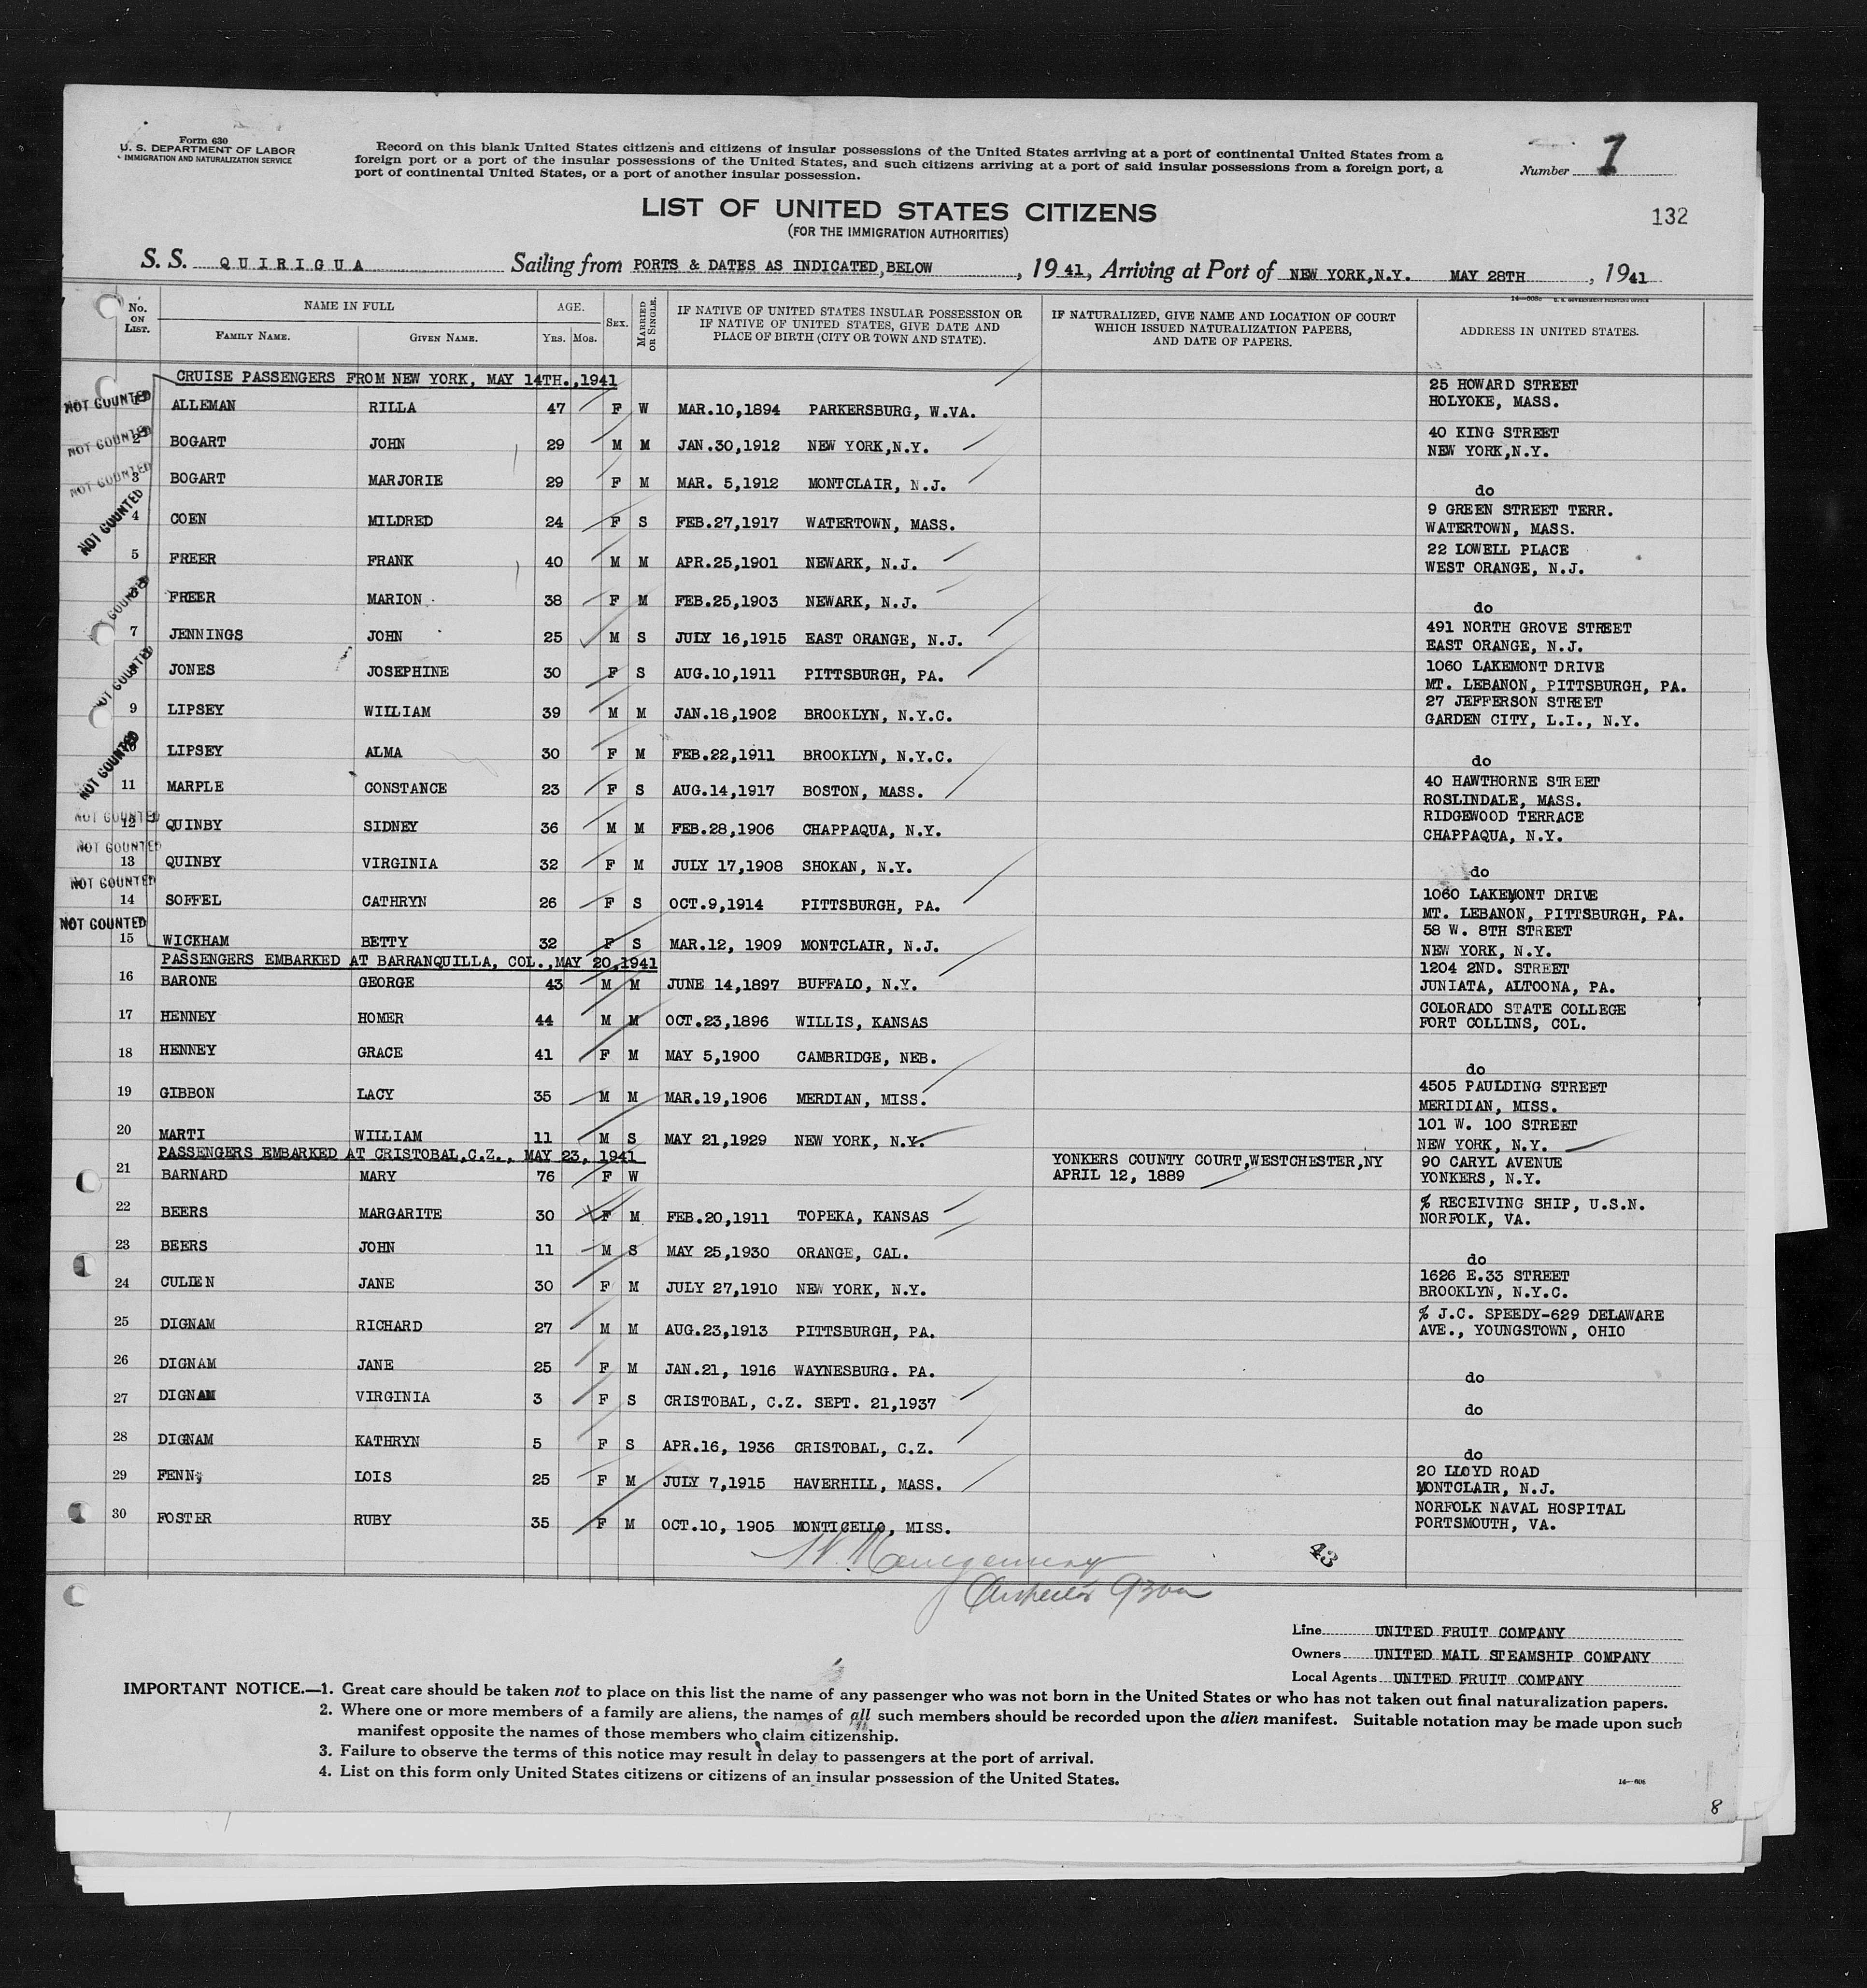 Form 630
U. S. DEPARTMENT OF LABOR
IMMIGRATION AND NATURALIZATION SERVICE
Record on this blank United States citizens and citizens of insular possessions of the United States arriving at a port of continental United States from a
foreign port or a port of the insular possessions of the United States, and such citizens arriving at a port of said insular possessions from a foreign port, a
port of continental United States, or a port of another insular possession.
Number 1
LIST OF UNITED STATES CITIZENS
(FOR THE IMMIGRATION AUTHORITIES)
132
S. S. QUIRIGUA Sailing from PORTS & DATES AS INDICATED, BELOW, 1941, Arriving at Port of NEW YORK, N.Y. MAY 28TH, 1941
14—608c U. S. GOVERNMENT PRINTING OFFICE
No. ON LIST. NAME IN FULL FAMILY NAME. GIVEN NAME. AGE. YRS. MOS. SEX. MARRIED OR SINGLE. IF NATIVE OF UNITED STATES INSULAR POSSESSION OR IF NATIVE OF UNITED STATES, GIVE DATE AND PLACE OF BIRTH (CITY OR TOWN AND STATE). IF NATURALIZED, GIVE NAME AND LOCATION OF COURT WHICH ISSUED NATURALIZATION PAPERS, AND DATE OF PAPERS. ADDRESS IN UNITED STATES.
CRUISE PASSENGERS FROM NEW YORK, MAY 14TH.,1941
NOT COUNTED 1 ALLEMAN RILLA 47 F W MAR.10,1894 PARKERSBURG, W.VA. 25 HOWARD STREET HOLYOKE, MASS.
NOT COUNTED 2 BOGART JOHN 29 M M JAN.30,1912 NEW YORK,N.Y. 40 KING STREET NEW YORK,N.Y.
NOT COUNTED 3 BOGART MARJORIE 29 F M MAR. 5,1912 MONTCLAIR, N.J. do
NOT COUNTED 4 COEN MILDRED 24 F S FEB.27,1917 WATERTOWN, MASS. 9 GREEN STREET TERR. WATERTOWN, MASS.
5 FREER FRANK 40 M M APR.25,1901 NEWARK, N.J. 22 LOWELL PLACE WEST ORANGE, N.J.
NOT COUNTED 6 FREER MARION 38 F M FEB.25,1903 NEWARK, N.J. do
7 JENNINGS JOHN 25 M S JULY 16,1915 EAST ORANGE, N.J. 491 NORTH GROVE STREET EAST ORANGE, N.J.
NOT COUNTED 8 JONES JOSEPHINE 30 F S AUG.10,1911 PITTSBURGH, PA. 1060 LAKEMONT DRIVE MT. LEBANON, PITTSBURGH, PA.
9 LIPSEY WILLIAM 39 M M JAN.18,1902 BROOKLYN, N.Y.C. 27 JEFFERSON STREET GARDEN CITY, L.I., N.Y.
NOT COUNTED 10 LIPSEY ALMA 30 F M FEB.22,1911 BROOKLYN, N.Y.C. do
11 MARPLE CONSTANCE 23 F S AUG.14,1917 BOSTON, MASS. 40 HAWTHORNE STREET ROSLINDALE, MASS.
NOT COUNTED 12 QUINBY SIDNEY 36 M M FEB.28,1906 CHAPPAQUA, N.Y. RIDGEWOOD TERRACE CHAPPAQUA, N.Y.
NOT COUNTED 13 QUINBY VIRGINIA 32 F M JULY 17,1908 SHOKAN, N.Y. do
NOT COUNTED 14 SOFFEL CATHRYN 26 F S OCT.9,1914 PITTSBURGH, PA. 1060 LAKEMONT DRIVE MT. LEBANON, PITTSBURGH, PA.
NOT COUNTED 15 WICKHAM BETTY 32 F S MAR.12, 1909 MONTCLAIR, N.J. 58 W. 8TH STREET NEW YORK, N.Y.
PASSENGERS EMBARKED AT BARRANQUILLA, COL.,MAY 20,1941
16 BARONE GEORGE 43 M M JUNE 14,1897 BUFFALO, N.Y. 1204 2ND. STREET JUNIATA, ALTOONA, PA.
17 HENNEY HOMER 44 M M OCT.23,1896 WILLIS, KANSAS COLORADO STATE COLLEGE FORT COLLINS, COL.
18 HENNEY GRACE 41 F M MAY 5,1900 CAMBRIDGE, NEB. do
19 GIBBON LACY 35 M M MAR.19,1906 MERDIAN, MISS. 4505 PAULDING STREET MERIDIAN, MISS.
20 MARTI WILLIAM 11 M S MAY 21,1929 NEW YORK, N.Y. 101 W. 100 STREET NEW YORK, N.Y.
PASSENGERS EMBARKED AT CRISTOBAL,C.Z., MAY 23, 1941
21 BARNARD MARY 76 F W YONKERS COUNTY COURT,WESTCHESTER,NY APRIL 12, 1889 90 CARYL AVENUE YONKERS, N.Y.
22 BEERS MARGARITE 30 F M FEB.20,1911 TOPEKA, KANSAS % RECEIVING SHIP, U.S.N. NORFOLK, VA.
23 BEERS JOHN 11 M S MAY 25,1930 ORANGE, CAL. do
24 CULLEN JANE 30 F M JULY 27,1910 NEW YORK, N.Y. 1626 E.33 STREET BROOKLYN, N.Y.C.
25 DIGNAM RICHARD 27 M M AUG.23,1913 PITTSBURGH, PA. % J.C. SPEEDY-629 DELAWARE AVE., YOUNGSTOWN, OHIO
26 DIGNAM JANE 25 F M JAN.21, 1916 WAYNESBURG. PA. do
27 DIGNAM VIRGINIA 3 F S CRISTOBAL, C.Z. SEPT. 21,1937 do
28 DIGNAM KATHRYN 5 F S APR.16, 1936 CRISTOBAL, C.Z. do
29 FENN, LOIS 25 F M JULY 7,1915 HAVERHILL, MASS. 20 LLOYD ROAD MONTCLAIR, N.J.
30 FOSTER RUBY 35 F M OCT.10, 1905 MONTICELLO, MISS. NORFOLK NAVAL HOSPITAL PORTSMOUTH, VA.
43
Montgomery
Inspector
Line UNITED FRUIT COMPANY
Owners UNITED MAIL STEAMSHIP COMPANY
Local Agents UNITED FRUIT COMPANY
IMPORTANT NOTICE.—1. Great care should be taken not to place on this list the name of any passenger who was not born in the United States or who has not taken out final naturalization papers.
2. Where one or more members of a family are aliens, the names of all such members should be recorded upon the alien manifest. Suitable notation may be made upon such
manifest opposite the names of those members who claim citizenship.
3. Failure to observe the terms of this notice may result in delay to passengers at the port of arrival.
4. List on this form only United States citizens or citizens of an insular possession of the United States.
14—606
8